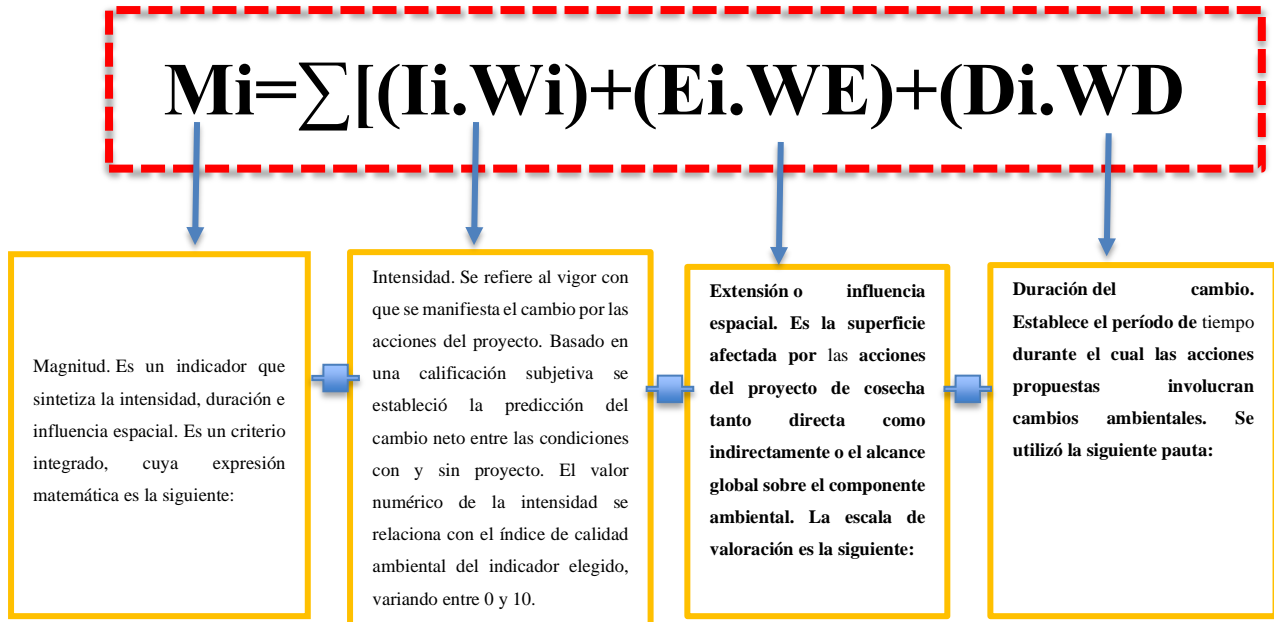 Mi=∑[(Ii.Wi)+(Ei.WE)+(Di.WD
Magnitud. Es un indicador que
sintetiza la intensidad, duración e
influencia espacial. Es un criterio
integrado, cuya expresión
matemática es la siguiente:
Intensidad. Se refiere al vigor con
que se manifiesta el cambio por las
acciones del proyecto. Basado en
una calificación subjetiva se
estableció la predicción del
cambio neto entre las condiciones
con y sin proyecto. El valor
numérico de la intensidad se
relaciona con el índice de calidad
ambiental del indicador elegido,
variando entre 0 y 10.
Extensión o influencia
espacial. Es la superficie
afectada por las acciones
del proyecto de cosecha
tanto directa como
indirectamente o el alcance
global sobre el componente
ambiental. La escala de
valoración es la siguiente:
Duración del cambio.
Establece el período de tiempo
durante el cual las acciones
propuestas involucran
cambios ambientales. Se
utilizó la siguiente pauta: